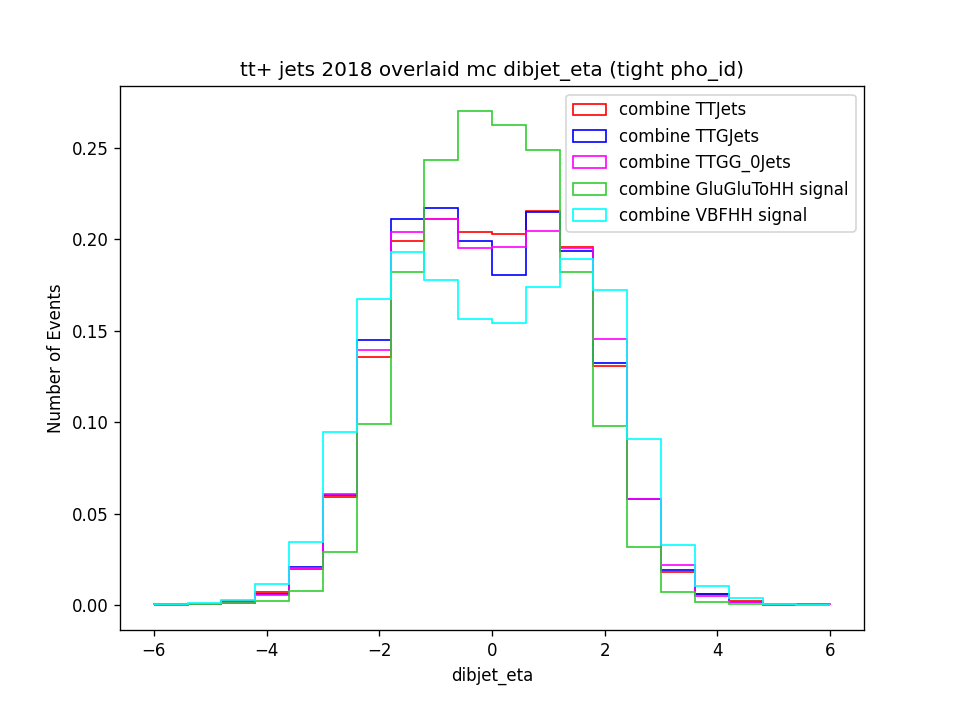 tt+ jets 2018 overlaid mc dibjet_eta (tight pho_id)
combine TTJets
combine TTGJets
combine TTGG_0Jets
combine GluGluToHH signal
combine VBFHH signal
Number of Events
0.25
0.20
0.15
0.10
0.05
0.00
−6 −4 −2 0 2 4 6
dibjet_eta